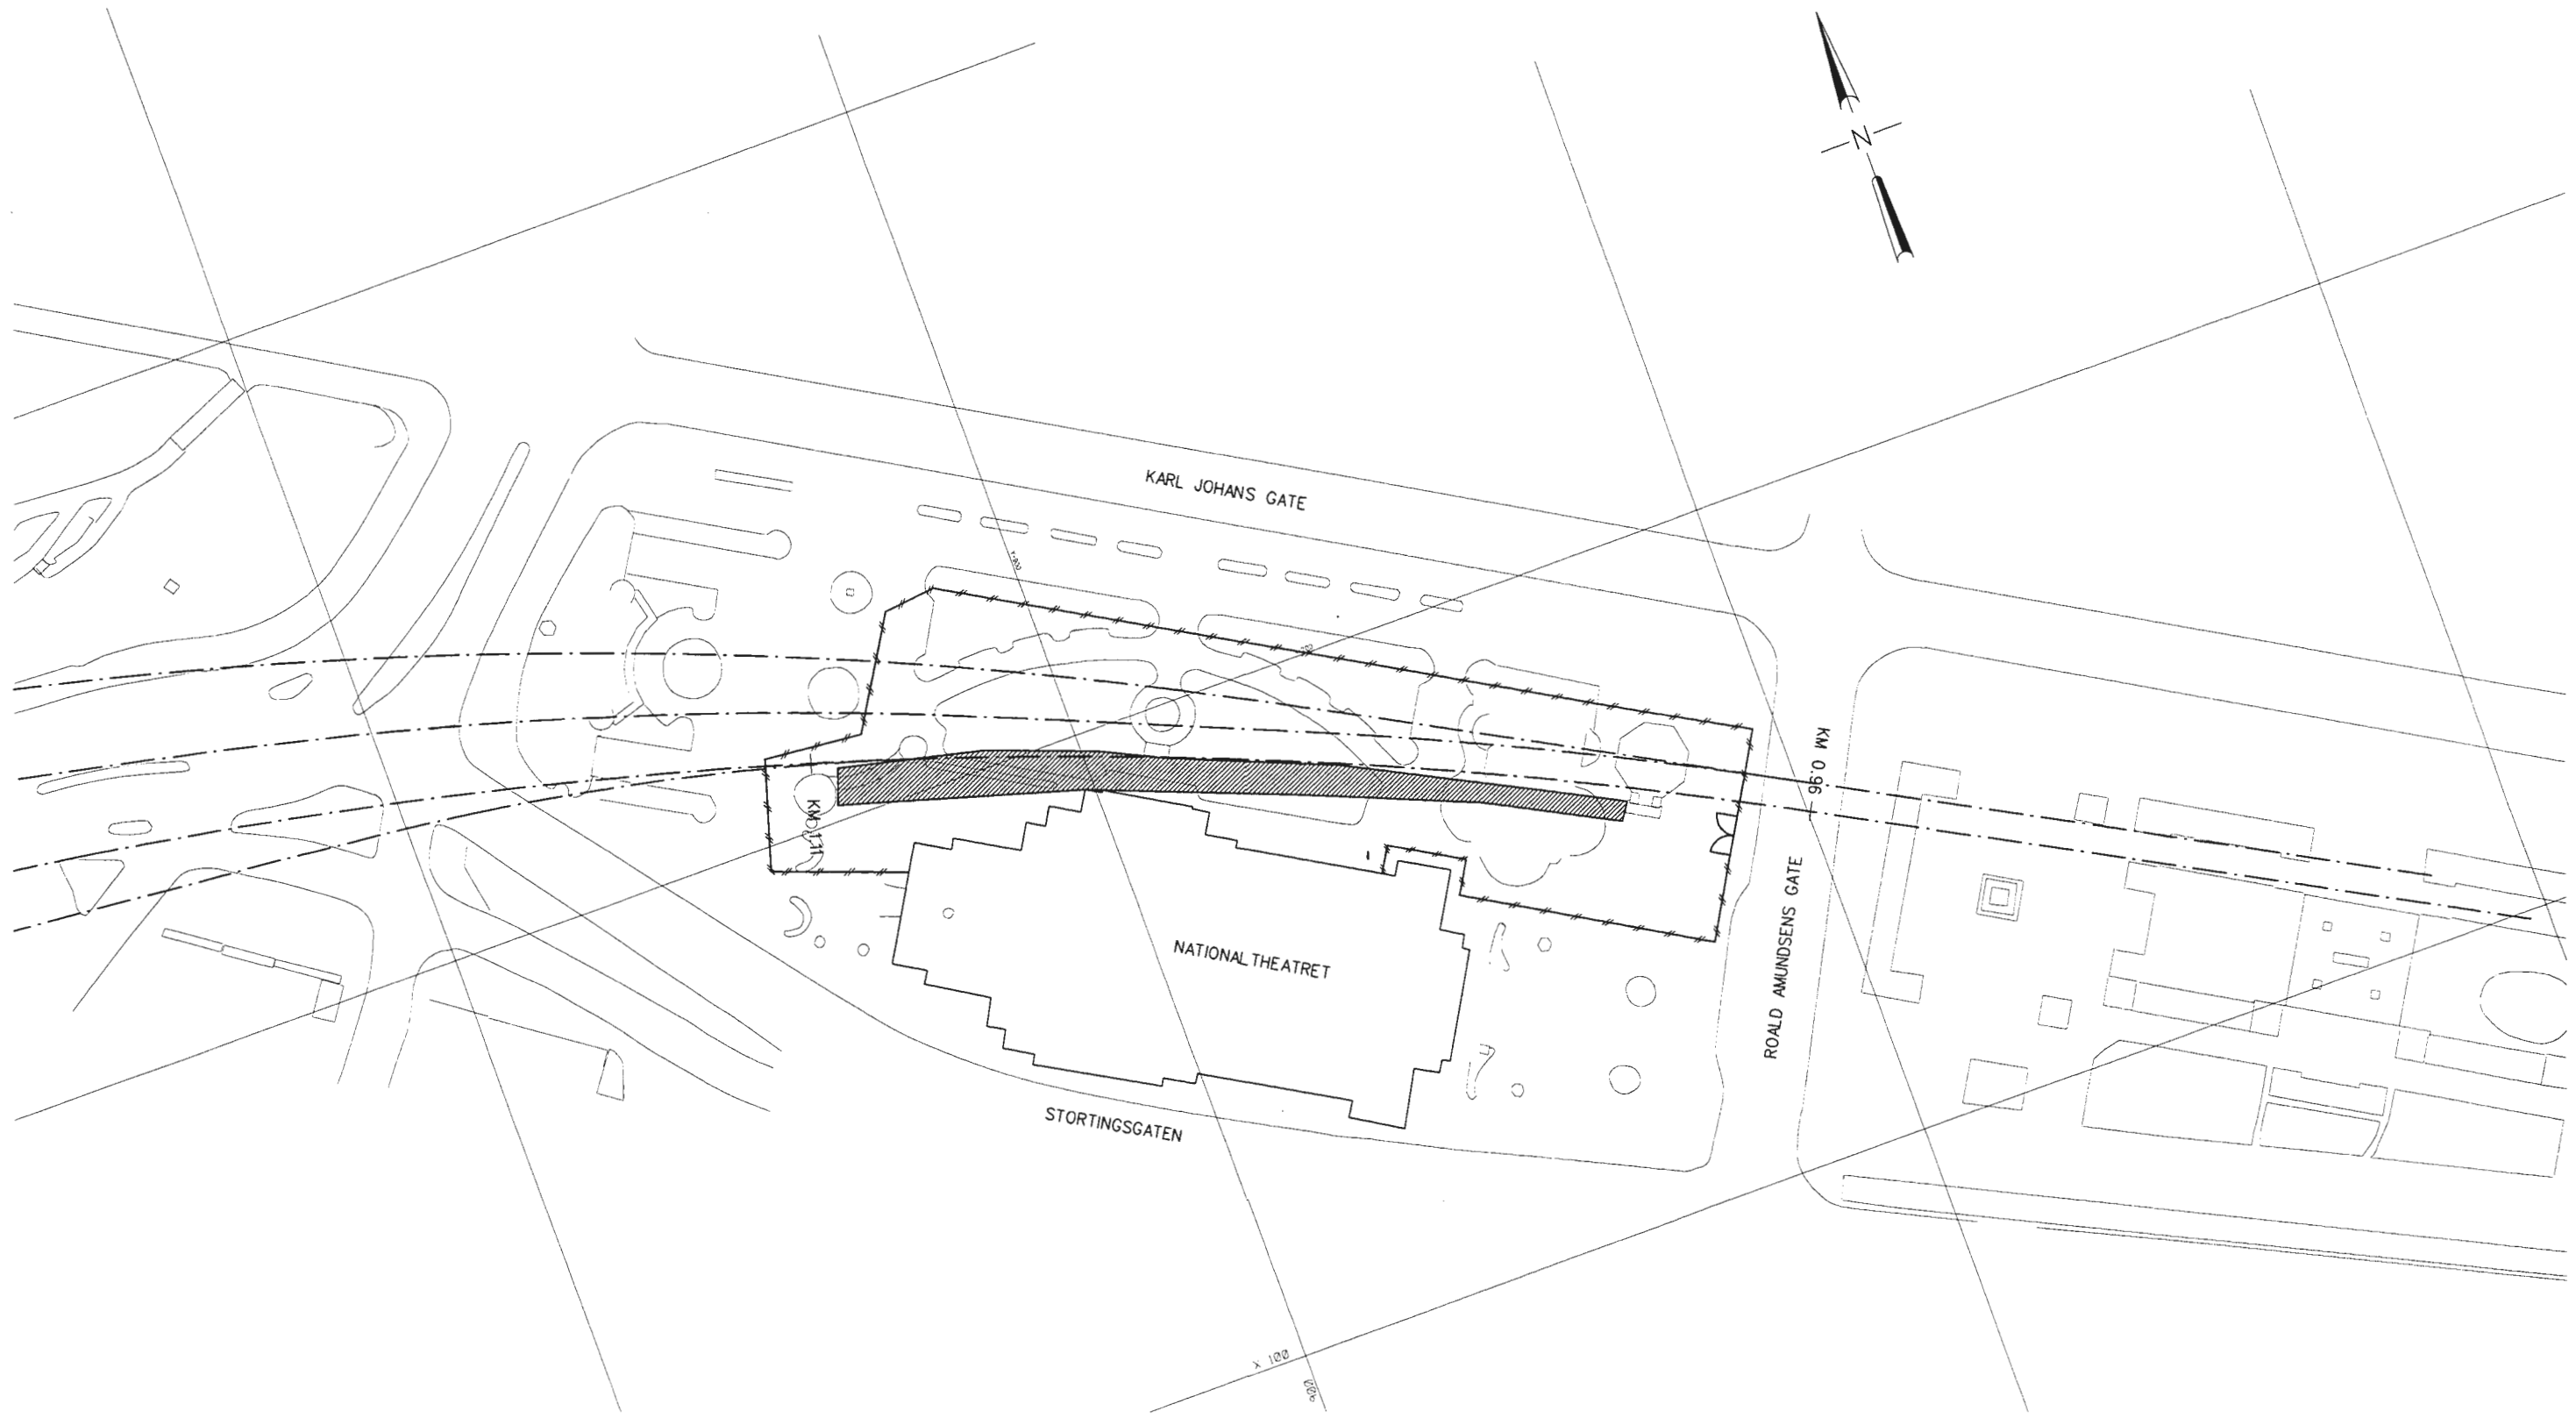 N
KARL JOHANS GATE
KM 0.96
KM 1.11
ROALD AMUNDSENS GATE
NATIONALTHEATRET
STORTINGSGATEN
X 100